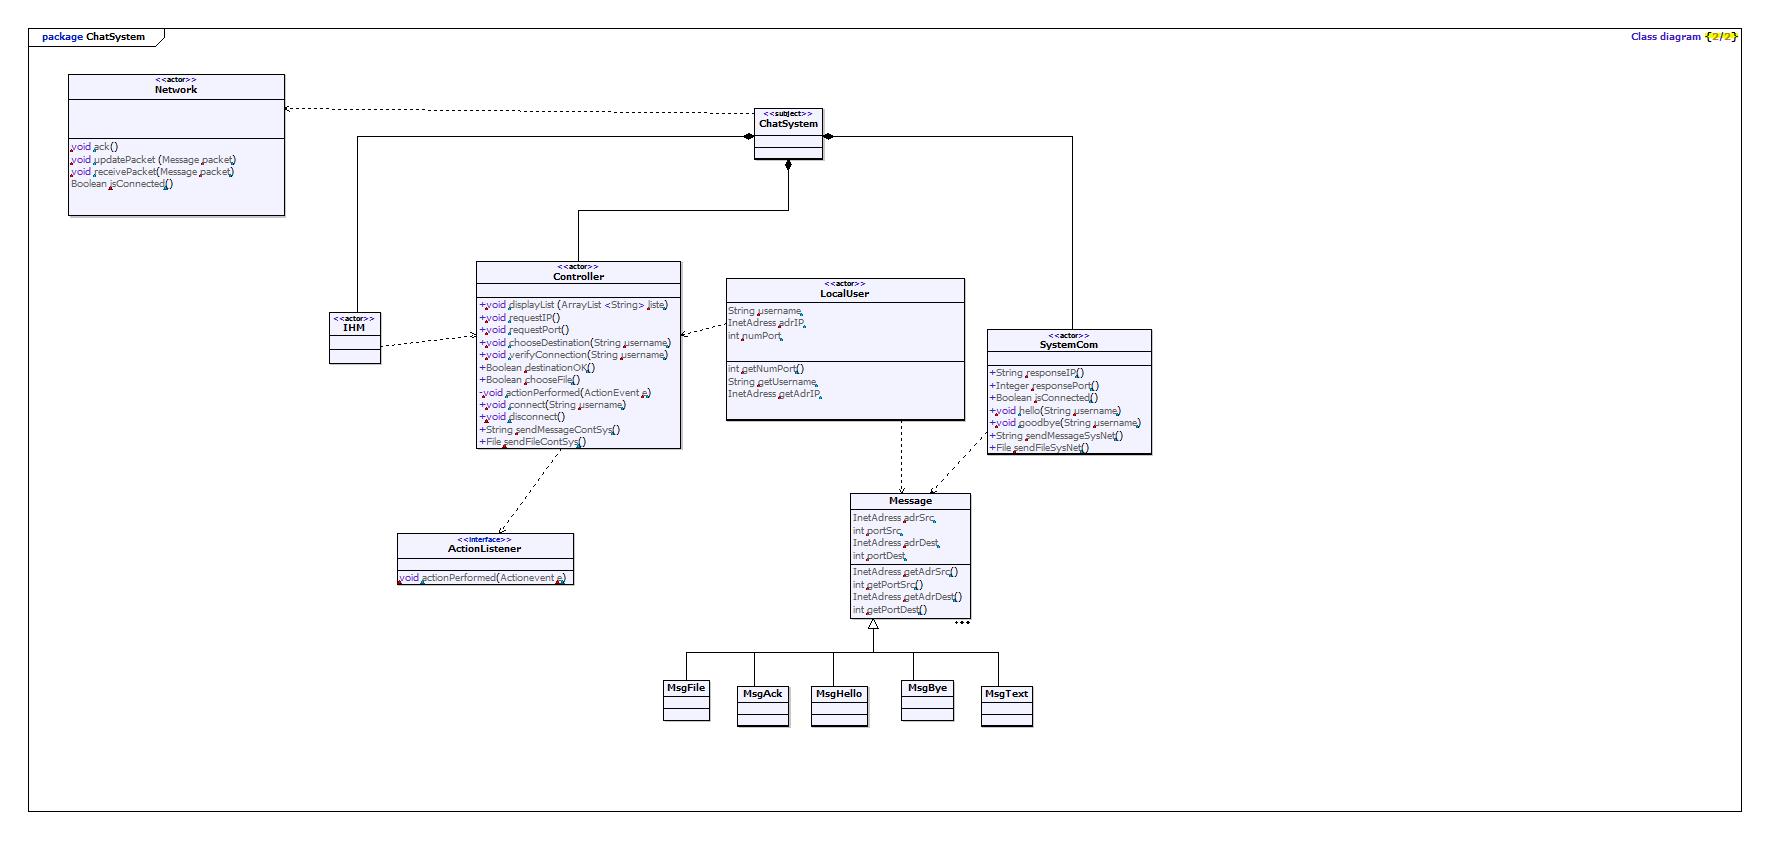 package ChatSystem
Class diagram {2/2}
<<actor>>
Network
void ack()
void updatePacket (Message packet)
void receivePacket(Message packet)
Boolean isConnected()
<<subject>>
ChatSystem
<<actor>>
IHM
<<actor>>
Controller
+void displayList (ArrayList <String> liste)
+void requestIP()
+void requestPort()
+void chooseDestination(String username)
+void verifyConnection(String username)
+Boolean destinationOK()
+Boolean chooseFile()
-void actionPerformed(ActionEvent e)
+void connect(String username)
+void disconnect()
+String sendMessageContSys()
+File sendFileContSys()
<<actor>>
LocalUser
String username
InetAdress adrIP
int numPort
int getNumPort()
String getUsername
InetAdress getAdrIP
<<actor>>
SystemCom
+String responseIP()
+Integer responsePort()
+Boolean isConnected()
+void hello(String username)
+void goodbye(String username)
+String sendMessageSysNet()
+File sendFileSysNet()
<<interface>>
ActionListener
void actionPerformed(Actionevent e)
Message
InetAdress adrSrc
int portSrc
InetAdress adrDest
int portDest
InetAdress getAdrSrc()
int getPortSrc()
InetAdress getAdrDest()
int getPortDest()
MsgFile
MsgAck
MsgHello
MsgBye
MsgText